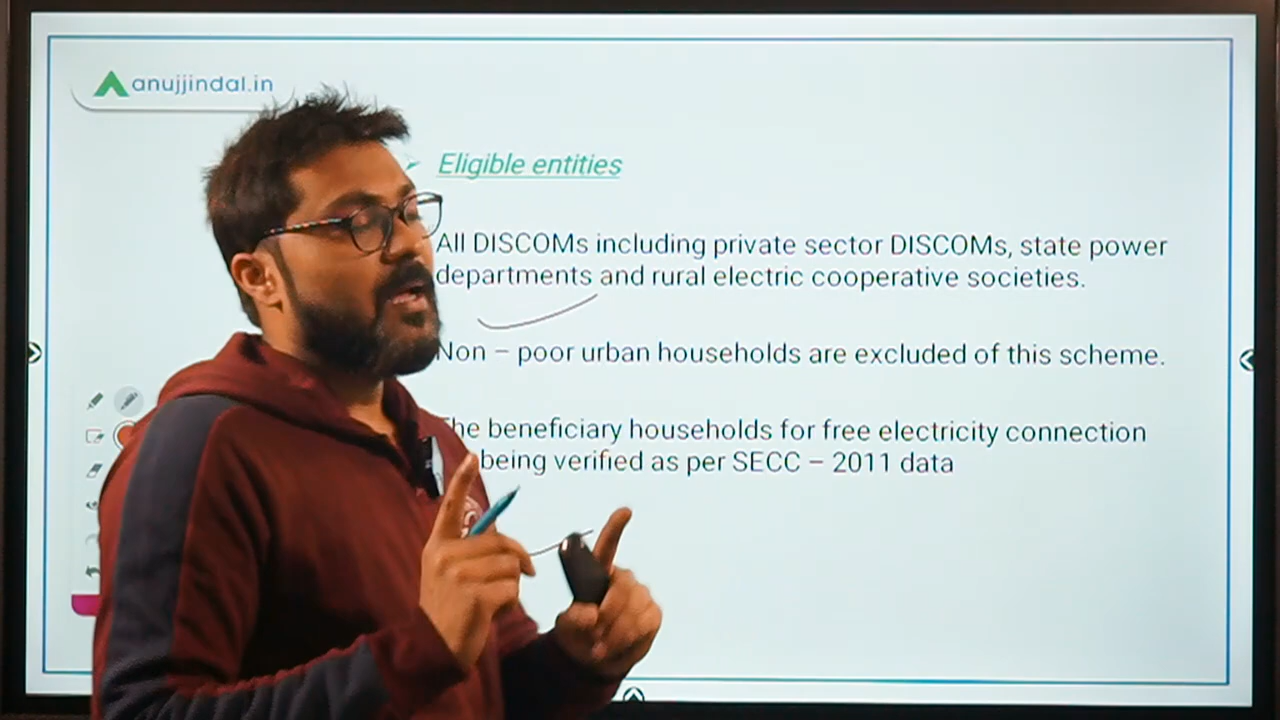 anujjindal.in
Eligible entities
All DISCOMs including private sector DISCOMs, state power
departments and rural electric cooperative societies.
Non – poor urban households are excluded of this scheme.
The beneficiary households for free electricity connection
being verified as per SECC – 2011 data